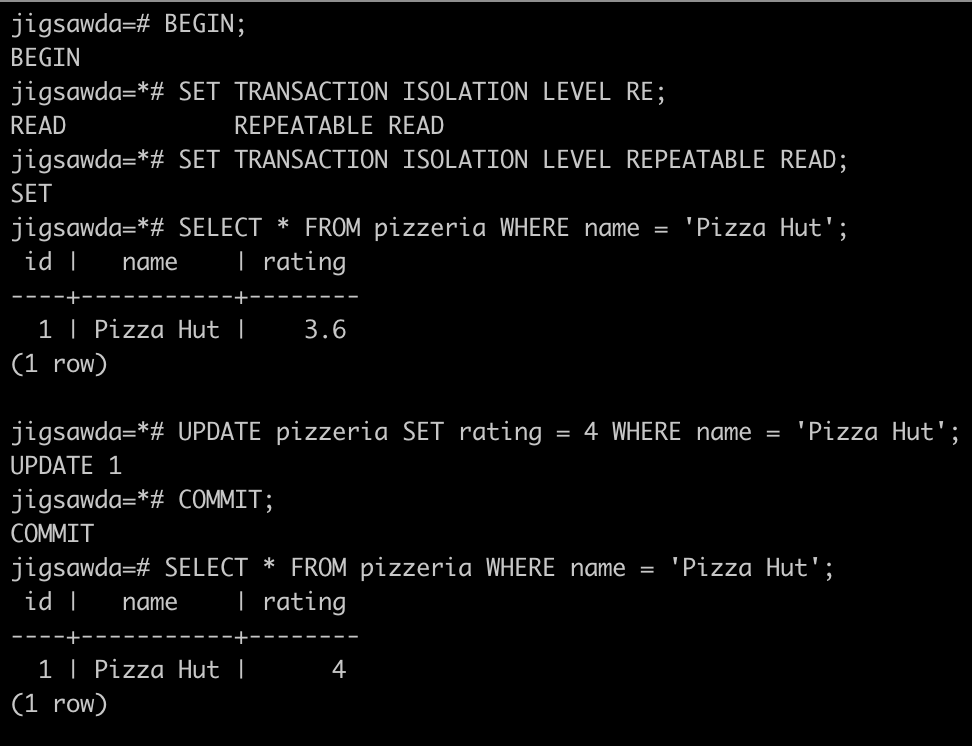 jigsawda=# BEGIN;
BEGIN
jigsawda=*# SET TRANSACTION ISOLATION LEVEL RE;
READ            REPEATABLE READ
jigsawda=*# SET TRANSACTION ISOLATION LEVEL REPEATABLE READ;
SET
jigsawda=*# SELECT * FROM pizzeria WHERE name = 'Pizza Hut';
 id |   name    | rating
----+-----------+--------
  1 | Pizza Hut |    3.6
(1 row)

jigsawda=*# UPDATE pizzeria SET rating = 4 WHERE name = 'Pizza Hut';
UPDATE 1
jigsawda=*# COMMIT;
COMMIT
jigsawda=# SELECT * FROM pizzeria WHERE name = 'Pizza Hut';
 id |   name    | rating
----+-----------+--------
  1 | Pizza Hut |      4
(1 row)